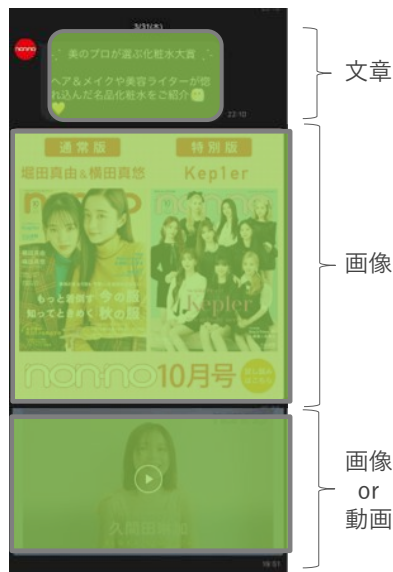 3/31(木)
non-no
美のプロが選ぶ化粧水大賞
ヘア&メイクや美容ライターが惚
れ込んだ名品化粧水をご紹介
22:10
文章
通常版
特別版
堀田真由&横田真悠
Kep1er
non-no
non-no
もっと着倒す 今の服
知ってときめく 秋の服
Kep1er
non-no10月号
画像
久間田琳加
画像
or
動画